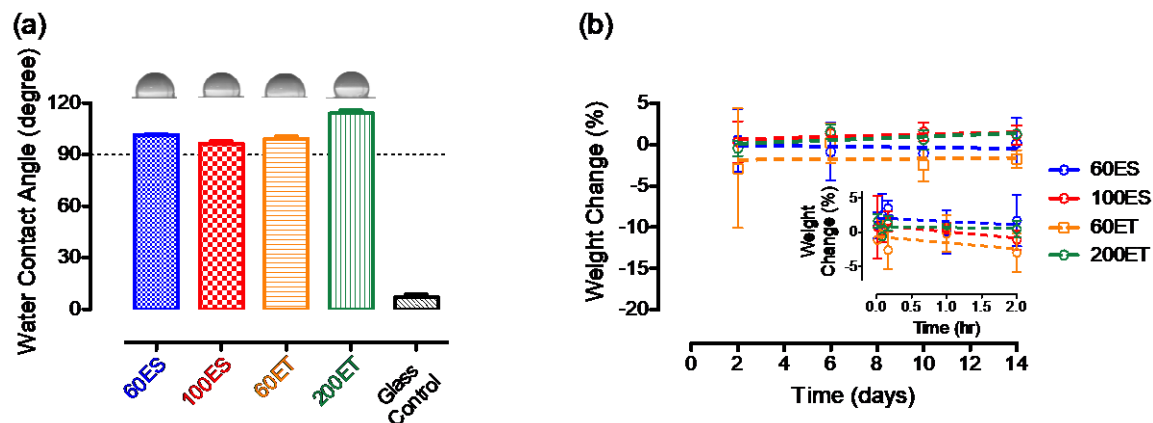 (a)
Water Contact Angle (degree)
120
90
60
30
0
60ES
100ES
60ET
200ET
Glass
Control
(b)
Weight Change (%)
5
0
-5
-10
-15
-20
0
2
4
6
8
10
12
14
Time (days)
Weight
Change (%)
5
0
-5
0.0
0.5
1.0
1.5
2.0
Time (hr)
60ES
100ES
60ET
200ET